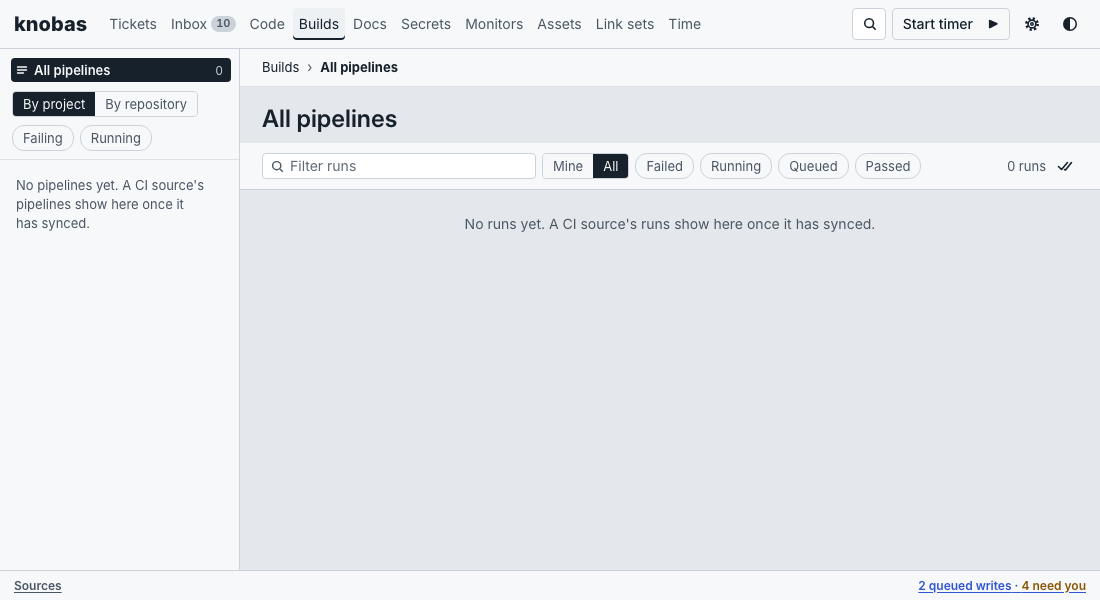 knobas Tickets Inbox 10 Code Builds Docs Secrets Monitors Assets Link sets Time Start timer
All pipelines 0
By project By repository
Failing Running
No pipelines yet. A CI source's
pipelines show here once it
has synced.
Builds › All pipelines
All pipelines
Filter runs Mine All Failed Running Queued Passed 0 runs
No runs yet. A CI source's runs show here once it has synced.
Sources 2 queued writes · 4 need you